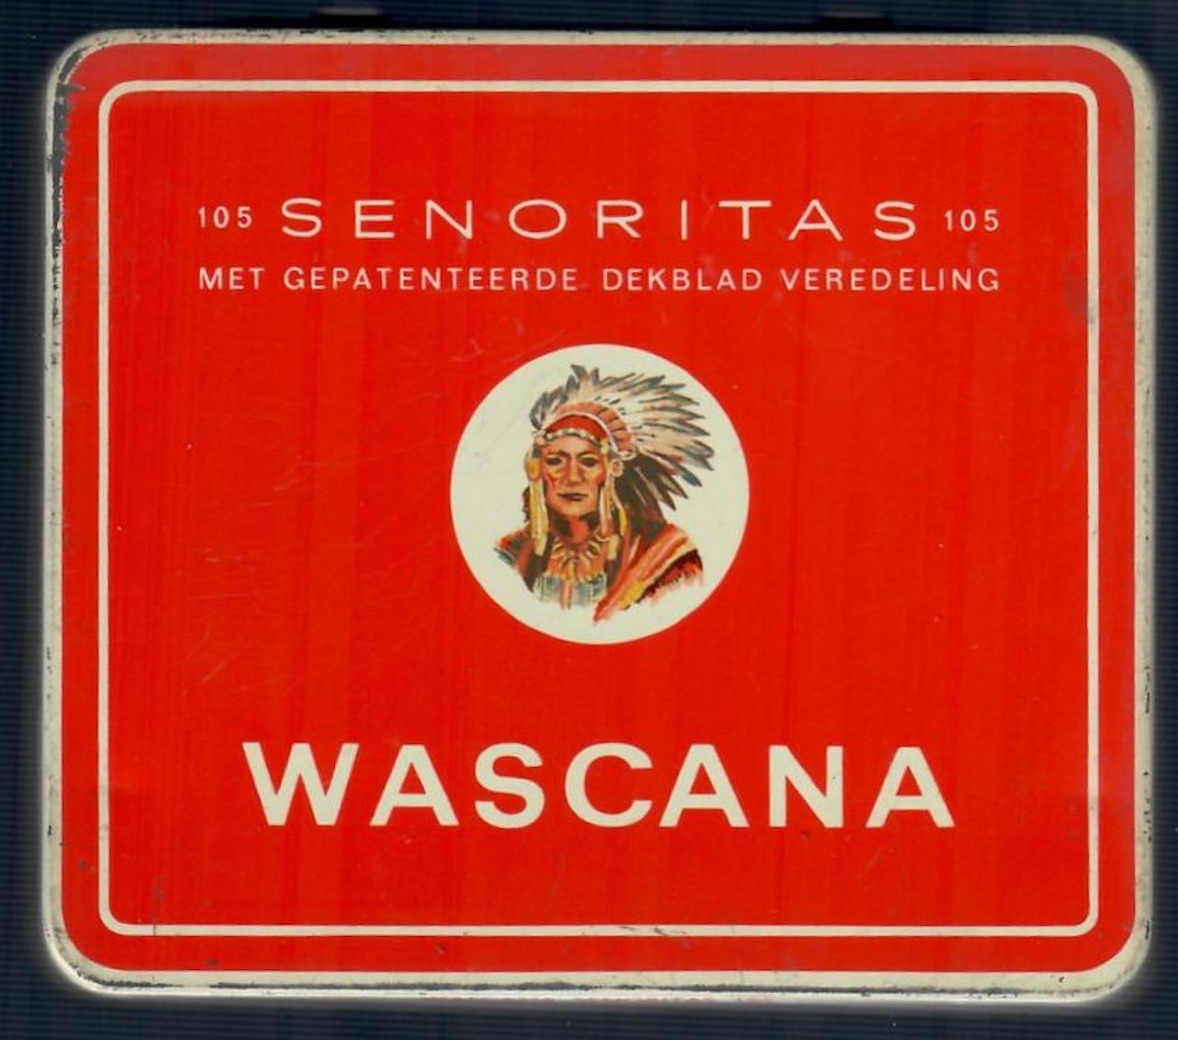 105 SENORITAS 105
MET GEPATENTEERDE DEKBLAD VEREDELING
WASCANA